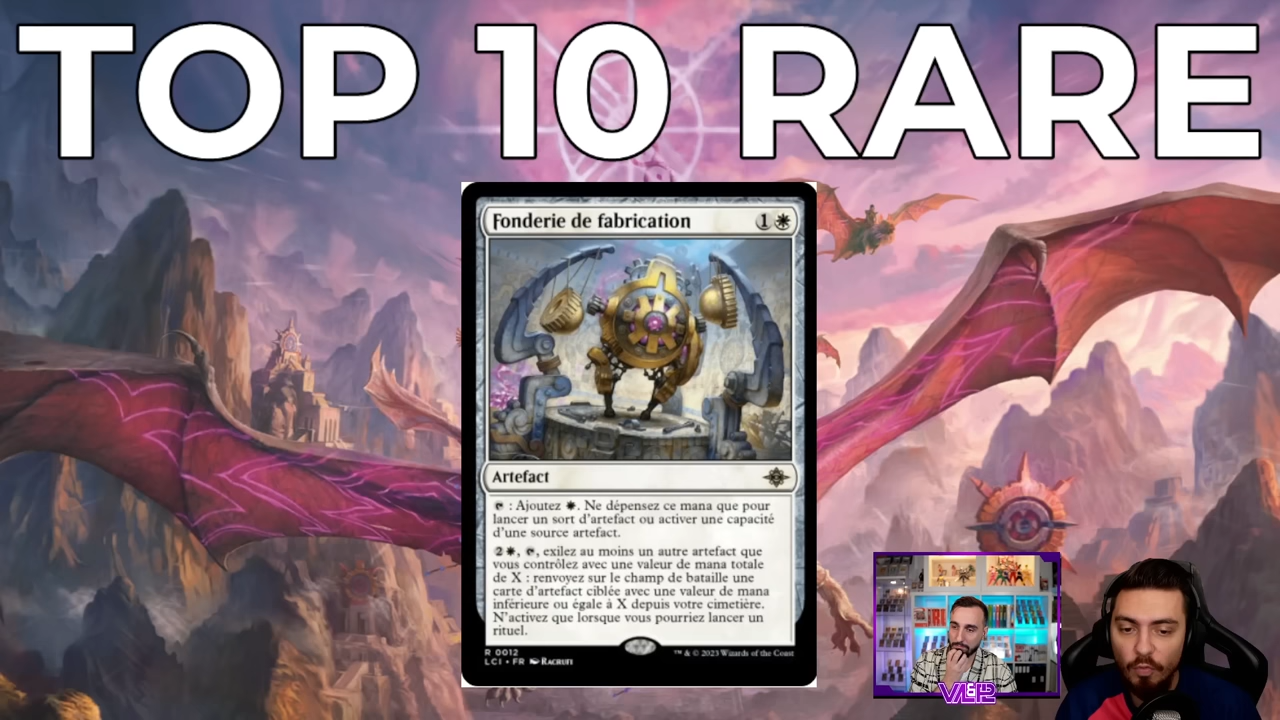 TOP 10 RARE
Fonderie de fabrication 1
Artefact
: Ajoutez . Ne dépensez ce mana que pour
lancer un sort d'artefact ou activer une capacité
d'une source artefact.
2 , , exilez au moins un autre artefact que
vous contrôlez avec une valeur de mana totale
de X : renvoyez sur le champ de bataille une
carte d'artefact ciblée avec une valeur de mana
inférieure ou égale à X depuis votre cimetière.
N'activez que lorsque vous pourriez lancer un
rituel.
R 0012
LCI • FR
™ & © 2023 Wizards of the Coast